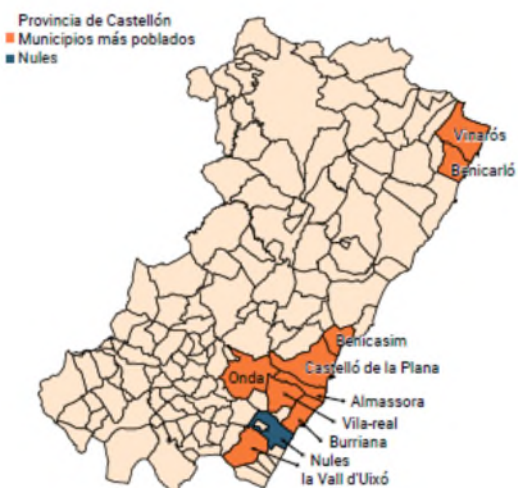 Provincia de Castellón
Municipios más poblados
Nules
Vinarós
Benicarló
Benicasim
Castelló de la Plana
Onda
Almassora
Vila-real
Burriana
Nules
la Vall d'Uixó